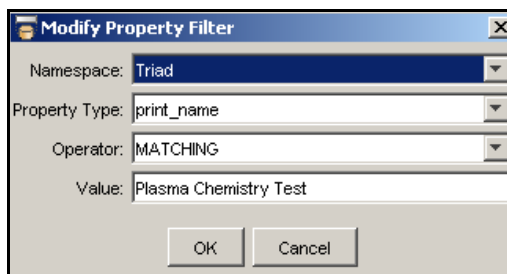 Modify Property Filter
Namespace: Triad
Property Type: print_name
Operator: MATCHING
Value: Plasma Chemistry Test
OK Cancel